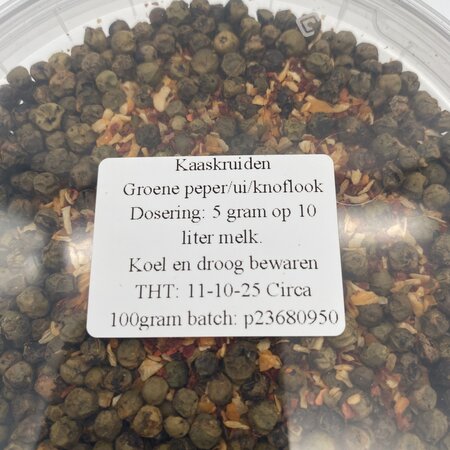 Kaaskruiden
Groene peper/ui/knoflook
Dosering: 5 gram op 10
liter melk.
Koel en droog bewaren
THT: 11-10-25 Circa
100gram batch: p23680950